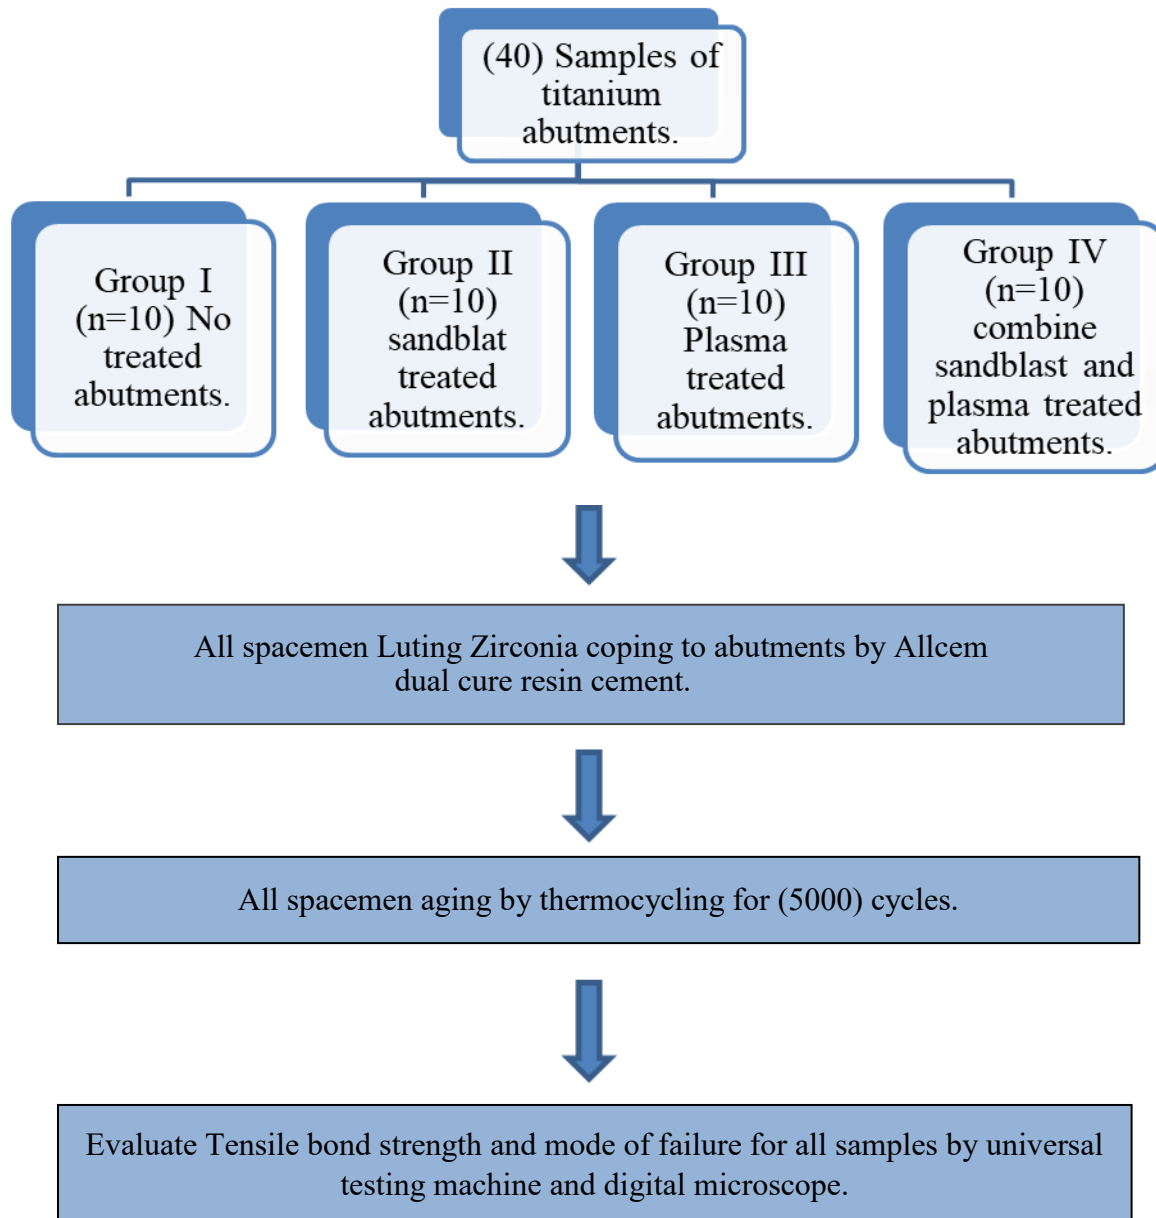 (40) Samples of
titanium
abutments.
Group I
(n=10) No
treated
abutments.
Group II
(n=10)
sandblat
treated
abutments.
Group III
(n=10)
Plasma
treated
abutments.
Group IV
(n=10)
combine
sandblast and
plasma treated
abutments.
All spacemen Luting Zirconia coping to abutments by Allcem
dual cure resin cement.
All spacemen aging by thermocycling for (5000) cycles.
Evaluate Tensile bond strength and mode of failure for all samples by universal
testing machine and digital microscope.